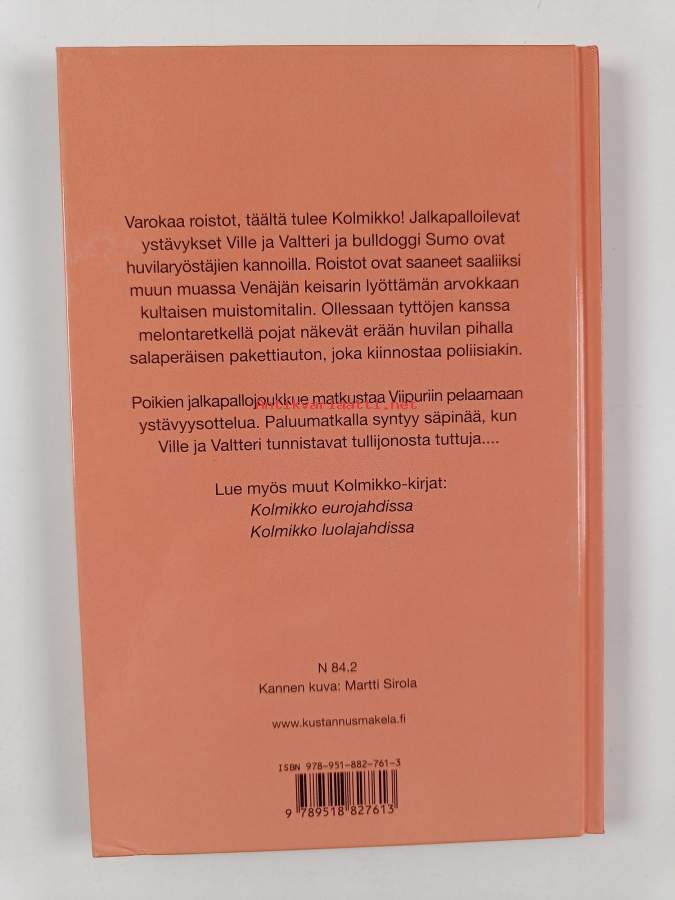 Varokaa roistot, täältä tulee Kolmikko! Jalkapalloilevat
ystävykset Ville ja Valtteri ja bulldoggi Sumo ovat
huvilaryöstäjien kannoilla. Roistot ovat saaneet saaliiksi
muun muassa Venäjän keisarin lyöttämän arvokkaan
kultaisen muistomitalin. Ollessaan tyttöjen kanssa
melontaretkellä pojat näkevät erään huvilan pihalla
salaperäisen pakettiauton, joka kiinnostaa poliisiakin.
Poikien jalkapallojoukkue matkustaa Viipuriin pelaamaan
Antikvariaatti.net
ystävyysottelua. Paluumatkalla syntyy säpinää, kun
Ville ja Valtteri tunnistavat tullijonosta tuttuja....
Lue myös muut Kolmikko-kirjat:
Kolmikko eurojahdissa
Kolmikko luolajahdissa
N 84.2
Kannen kuva: Martti Sirola
www.kustannusmakela.fi
ISBN 978-951-882-761-3
9 789518 827613